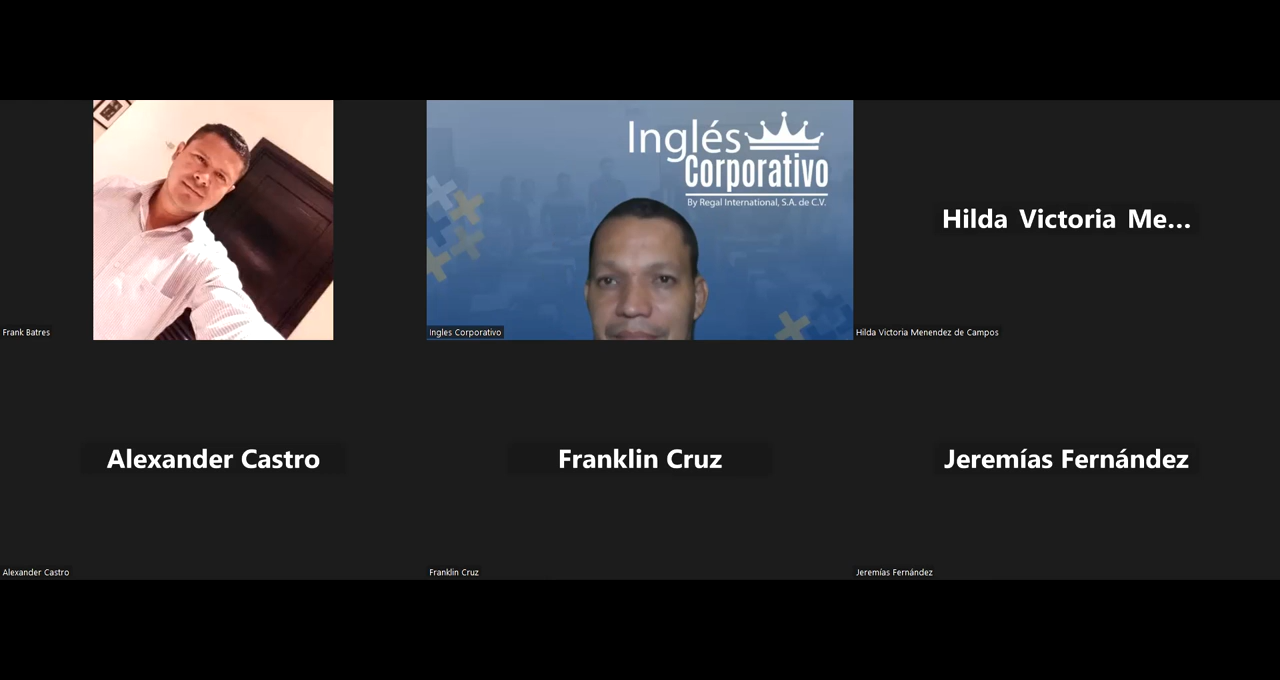 Inglés
Corporativo
By Regal International, S.A. de C.V.
Frank Batres
Ingles Corporativo
Hilda Victoria Me...
Hilda Victoria Menendez de Campos
Alexander Castro
Franklin Cruz
Jeremías Fernández
Alexander Castro
Franklin Cruz
Jeremías Fernández